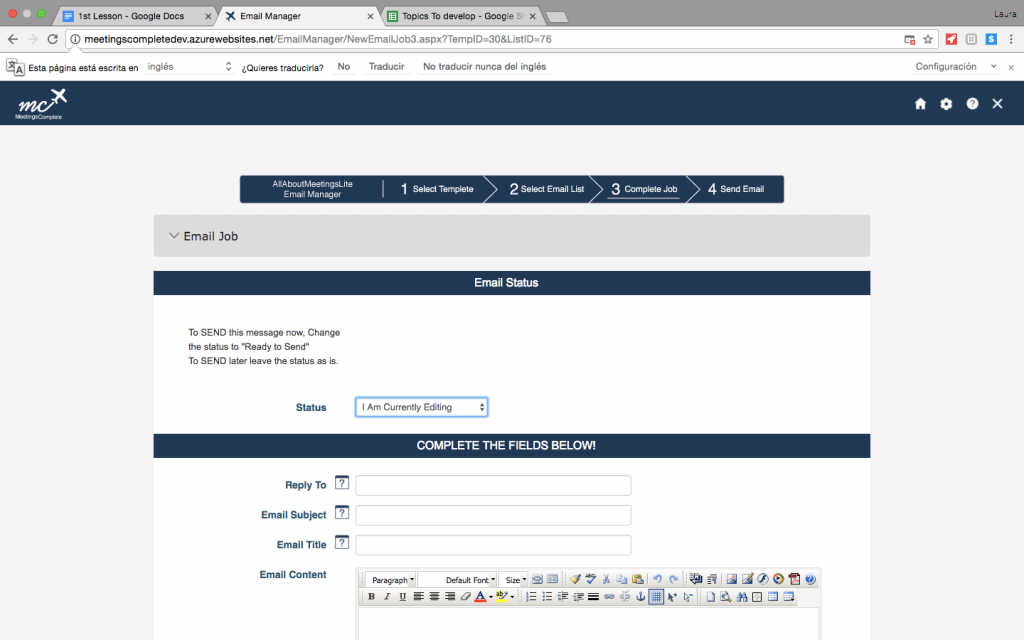 1st Lesson - Google Docs
Email Manager
Topics To develop - Google S
Laura
meetingscompletedev.azurewebsites.net/EmailManager/NewEmailJob3.aspx?TempID=30&ListID=76
Esta página está escrita en inglés ¿Quieres traducirla? No Traducir No traducir nunca del inglés Configuración
mc
MeetingsComplete
AllAboutMeetingsLite
Email Manager
1 Select Templete 2 Select Email List 3 Complete Job 4 Send Email
Email Job
Email Status
To SEND this message now, Change
the status to "Ready to Send"
To SEND later leave the status as is.
Status I Am Currently Editing
COMPLETE THE FIELDS BELOW!
Reply To ?
Email Subject ?
Email Title ?
Email Content
Paragraph Default Font Size
B I U A ab